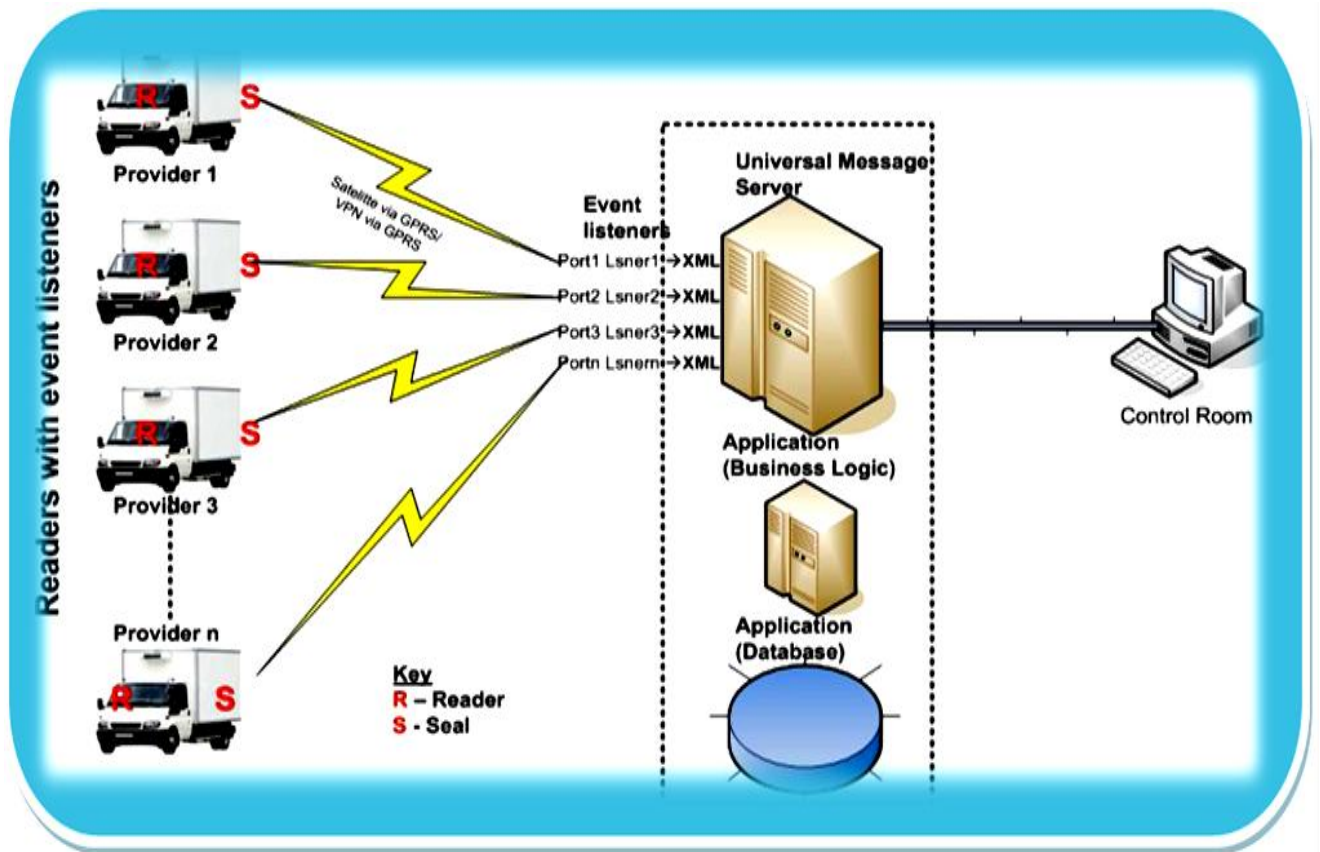 Readers with event listeners
R
S
Provider 1
R
S
Provider 2
R
S
Provider 3
Provider n
R
S
Satelitte via GPRS/
VPN via GPRS
Key
R – Reader
S - Seal
Event
listeners
Port1 Lsner1→XML
Port2 Lsner2→XML
Port3 Lsner3→XML
Portn Lsnern→XML
Universal Message
Server
Application
(Business Logic)
Application
(Database)
Control Room